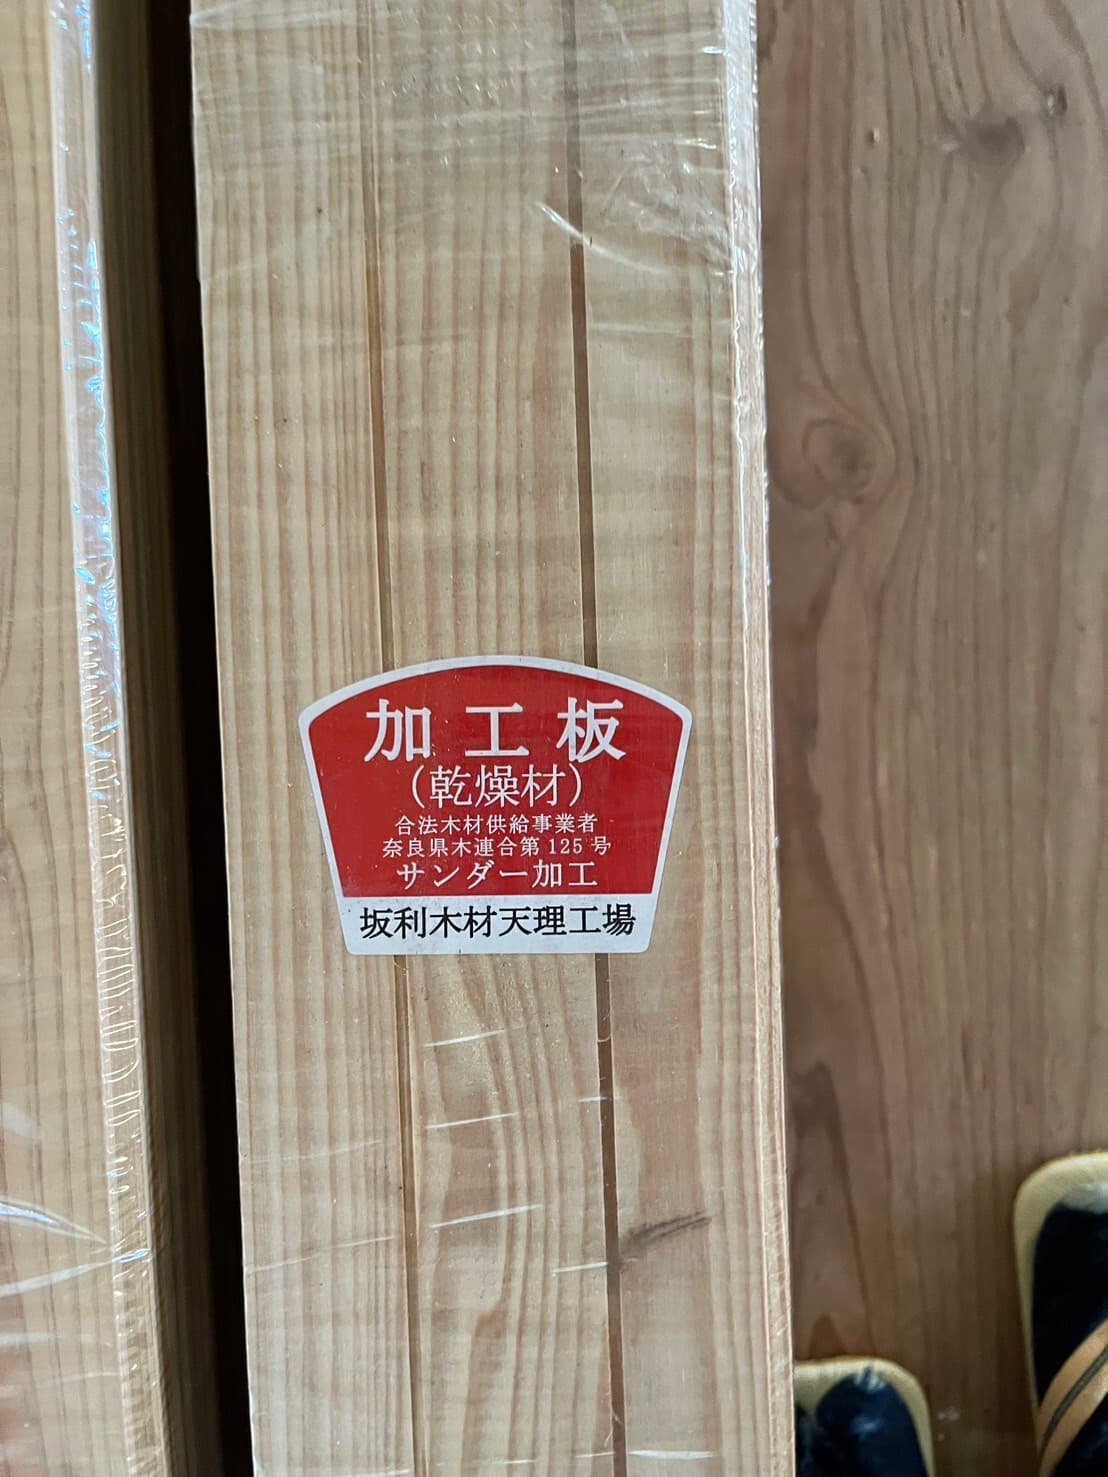 加工板
(乾燥材)
合法木材供給事業者
奈良県木連合第125号
サンダー加工
坂利木材天理工場